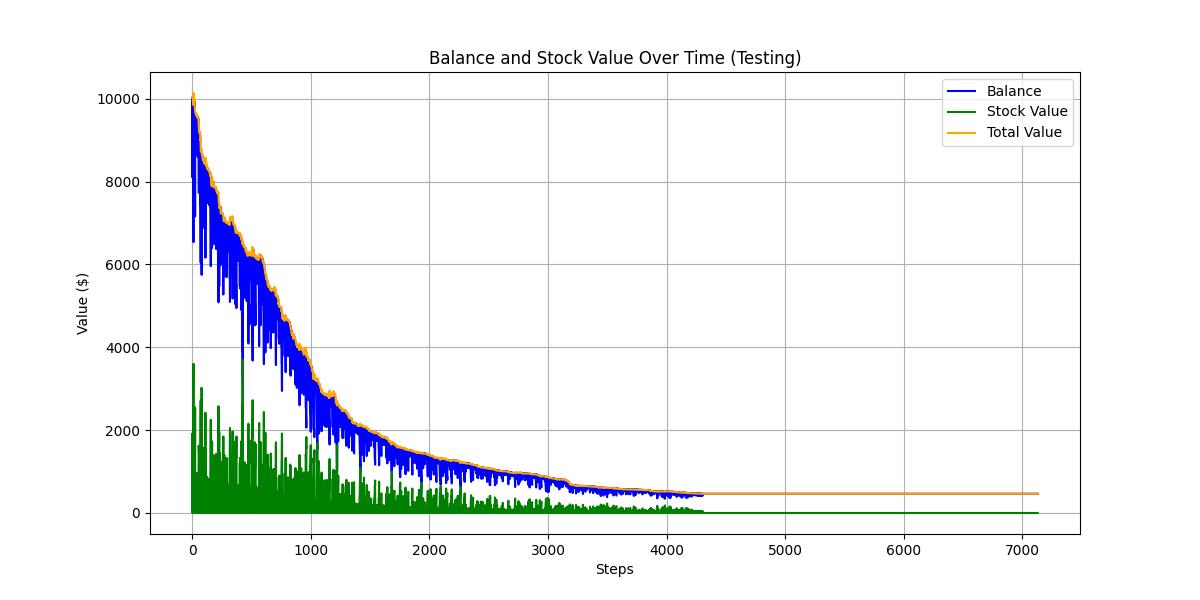 Balance and Stock Value Over Time (Testing)
Balance
Stock Value
Total Value
Value ($)
10000
8000
6000
4000
2000
0
0 1000 2000 3000 4000 5000 6000 7000
Steps